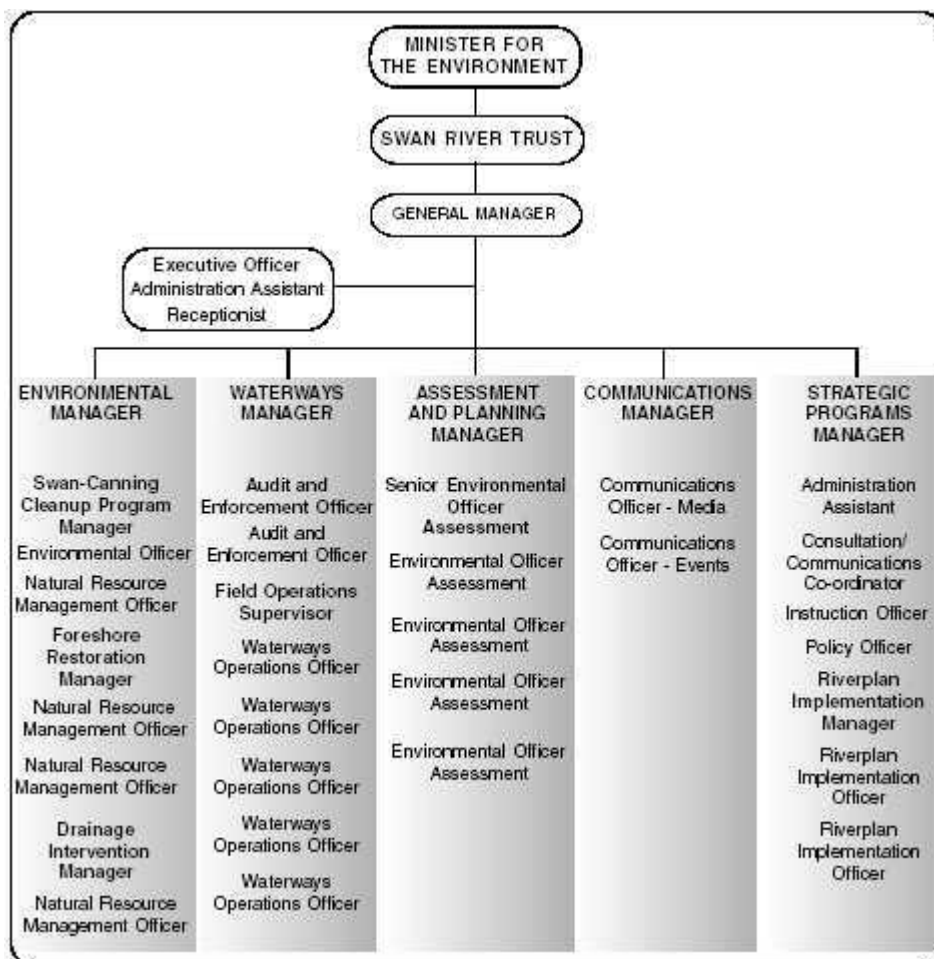 MINISTER FOR
THE ENVIRONMENT
SWAN RIVER TRUST
GENERAL MANAGER
Executive Officer
Administration Assistant
Receptionist
ENVIRONMENTAL
MANAGER
Swan-Canning
Cleanup Program
Manager
Environmental Officer
Natural Resource
Management Officer
Foreshore
Restoration
Manager
Natural Resource
Management Officer
Natural Resource
Management Officer
Drainage
Intervention
Manager
Natural Resource
Management Officer
WATERWAYS
MANAGER
Audit and
Enforcement Officer
Audit and
Enforcement Officer
Field Operations
Supervisor
Waterways
Operations Officer
Waterways
Operations Officer
Waterways
Operations Officer
Waterways
Operations Officer
Waterways
Operations Officer
ASSESSMENT
AND PLANNING
MANAGER
Senior Environmental
Officer
Assessment
Environmental Officer
Assessment
Environmental Officer
Assessment
Environmental Officer
Assessment
Environmental Officer
Assessment
COMMUNICATIONS
MANAGER
Communications
Officer - Media
Communications
Officer - Events
STRATEGIC
PROGRAMS
MANAGER
Administration
Assistant
Consultation/
Communications
Co-ordinator
Instruction Officer
Policy Officer
Riverplan
Implementation
Manager
Riverplan
Implementation
Officer
Riverplan
Implementation
Officer